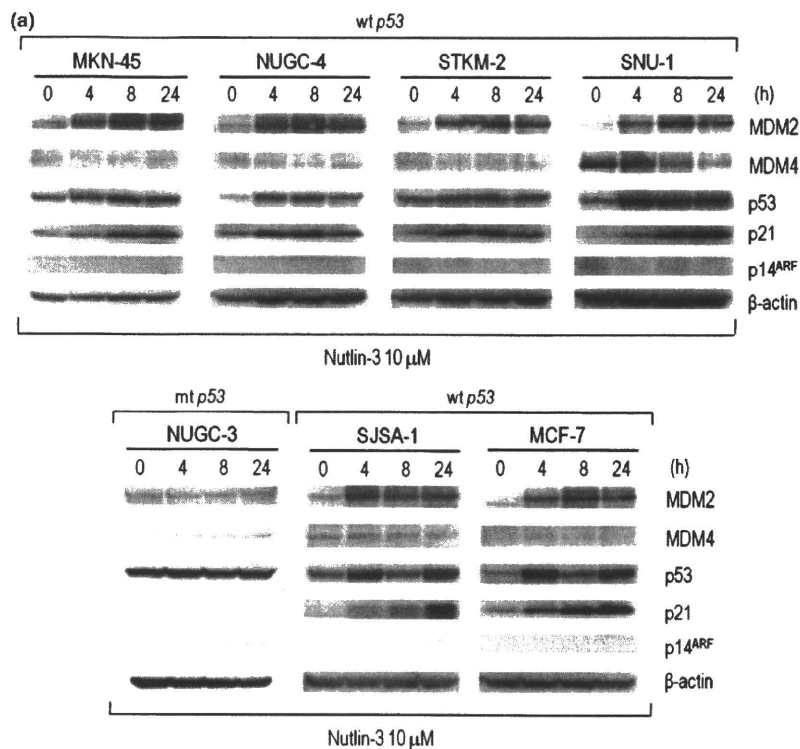 (a)
wt p53
MKN-45 NUGC-4 STKM-2 SNU-1
0 4 8 24 0 4 8 24 0 4 8 24 0 4 8 24 (h)
MDM2
MDM4
p53
p21
p14ARF
β-actin
Nutlin-3 10 μM
mt p53 wt p53
NUGC-3 SJSA-1 MCF-7
0 4 8 24 0 4 8 24 0 4 8 24 (h)
MDM2
MDM4
p53
p21
p14ARF
β-actin
Nutlin-3 10 μM